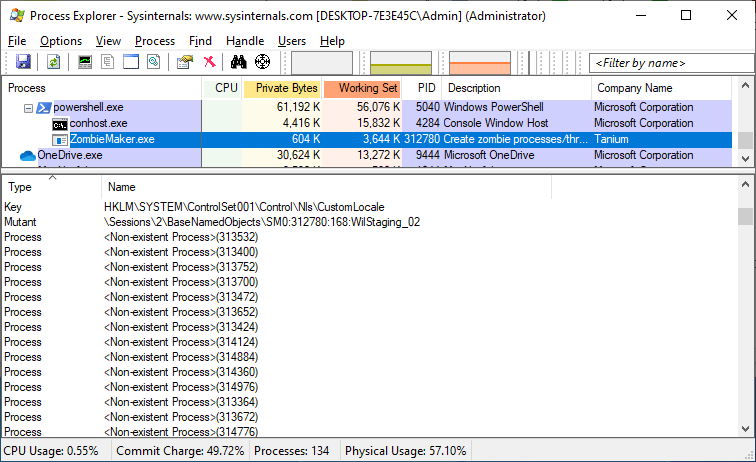 Process Explorer - Sysinternals: www.sysinternals.com [DESKTOP-7E3E45C\Admin] (Administrator)
File Options View Process Find Handle Users Help
<Filter by name>
Process CPU Private Bytes Working Set PID Description Company Name
powershell.exe 61,192 K 56,076 K 5040 Windows PowerShell Microsoft Corporation
conhost.exe 4,416 K 15,832 K 4284 Console Window Host Microsoft Corporation
ZombieMaker.exe 604 K 3,644 K 312780 Create zombie processes/thr... Tanium
OneDrive.exe 30,624 K 13,272 K 9444 Microsoft OneDrive Microsoft Corporation
Type Name
Key HKLM\SYSTEM\ControlSet001\Control\Nls\CustomLocale
Mutant \Sessions\2\BaseNamedObjects\SM0:312780:168:WilStaging_02
Process <Non-existent Process>(313532)
Process <Non-existent Process>(313400)
Process <Non-existent Process>(313752)
Process <Non-existent Process>(313700)
Process <Non-existent Process>(313472)
Process <Non-existent Process>(313652)
Process <Non-existent Process>(313424)
Process <Non-existent Process>(314124)
Process <Non-existent Process>(314884)
Process <Non-existent Process>(314360)
Process <Non-existent Process>(314976)
Process <Non-existent Process>(313364)
Process <Non-existent Process>(313672)
Process <Non-existent Process>(314776)
CPU Usage: 0.55% Commit Charge: 49.72% Processes: 134 Physical Usage: 57.10%